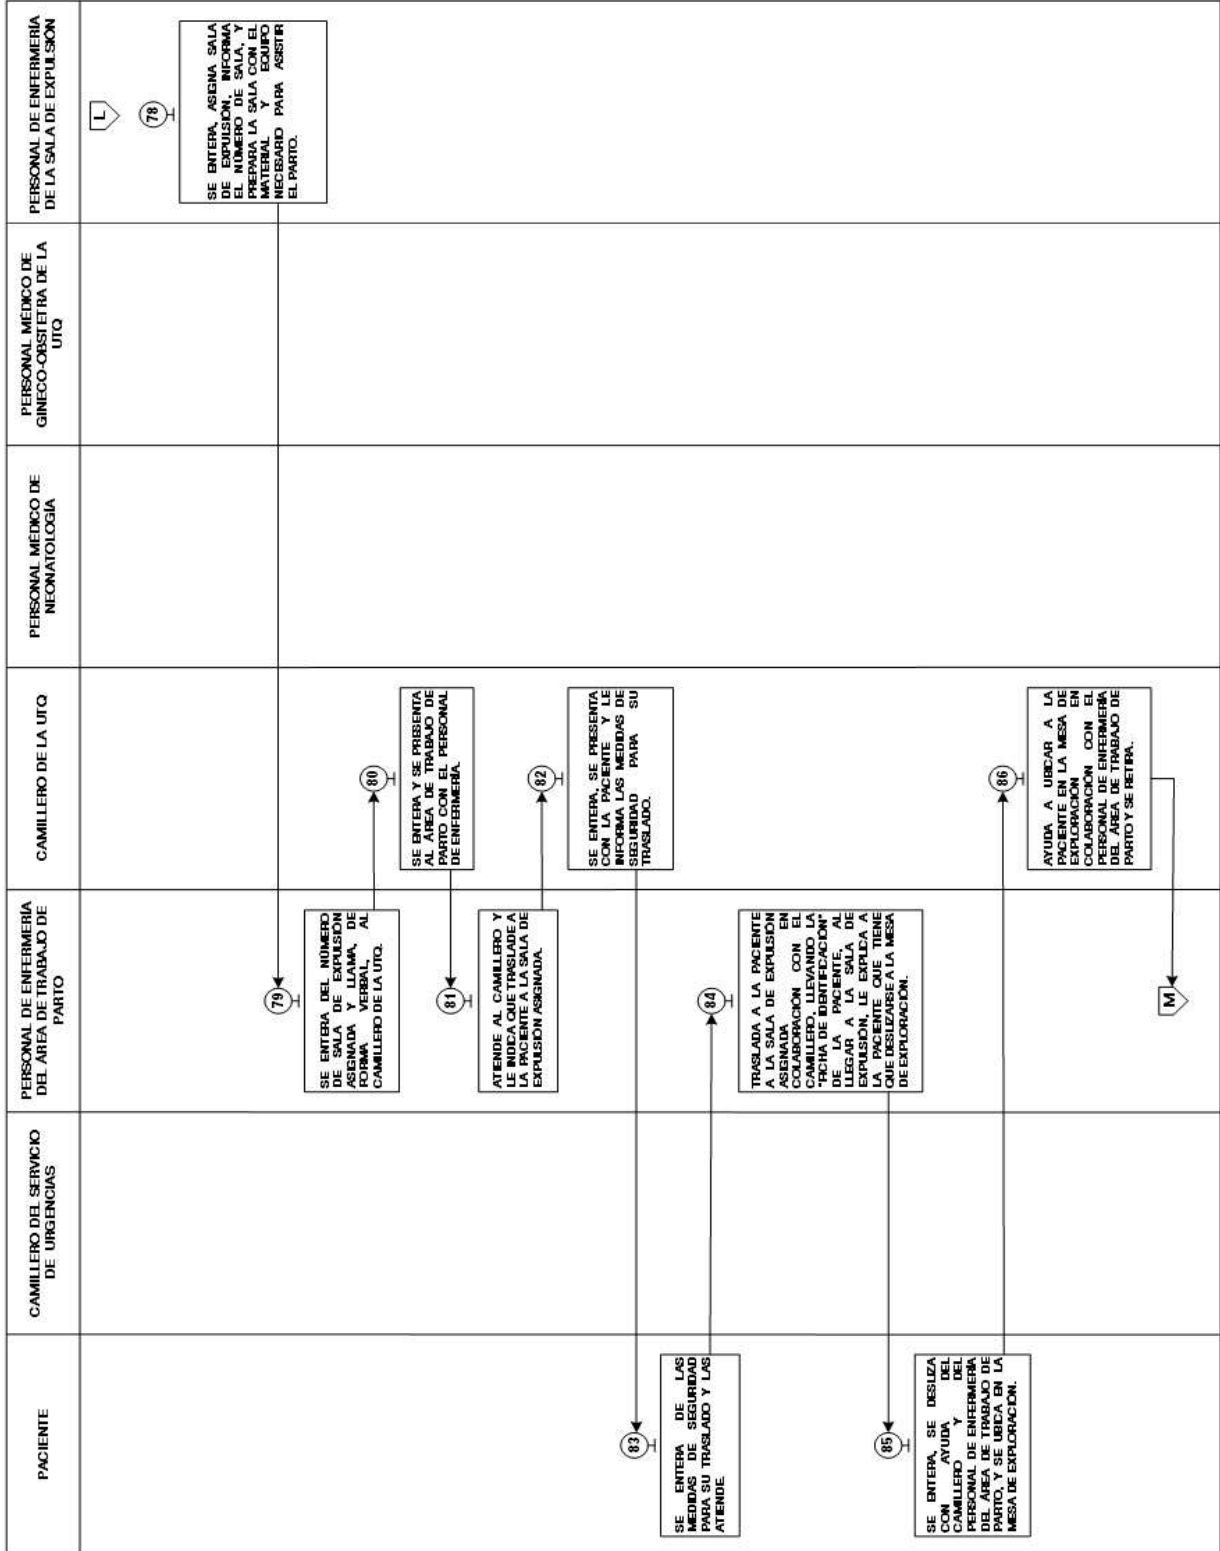 PACIENTE
CAMILLERO DEL SERVICIO
DE URGENCIAS
PERSONAL DE ENFERMERÍA
DEL ÁREA DE TRABAJO DE
PARTO
CAMILLERO DE LA UTQ
PERSONAL MÉDICO DE
NEONATOLOGÍA
PERSONAL MÉDICO DE
GINECO-OBSTETRA DE LA
UTQ
PERSONAL DE ENFERMERÍA
DE LA SALA DE EXPULSIÓN
L
78
SE ENTERA, ASIGNA SALA
DE EXPULSIÓN, INFORMA
EL NÚMERO DE SALA, Y
PREPARA LA SALA CON EL
MATERIAL Y EQUIPO
NECESARIO PARA ASISTIR
EL PARTO.
79
SE ENTERA DEL NÚMERO
DE SALA DE EXPULSIÓN
ASIGNADA Y LLAMA, DE
FORMA VERBAL, AL
CAMILLERO DE LA UTQ.
80
SE ENTERA Y SE PRESENTA
AL ÁREA DE TRABAJO DE
PARTO CON EL PERSONAL
DE ENFERMERÍA.
81
ATIENDE AL CAMILLERO Y
LE INDICA QUE TRASLADE A
LA PACIENTE A LA SALA DE
EXPULSIÓN ASIGNADA.
82
SE ENTERA, SE PRESENTA
CON LA PACIENTE Y LE
INFORMA LAS MEDIDAS DE
SEGURIDAD PARA SU
TRASLADO.
83
SE ENTERA DE LAS
MEDIDAS DE SEGURIDAD
PARA SU TRASLADO Y LAS
ATIENDE.
84
TRASLADA A LA PACIENTE
A LA SALA DE EXPULSIÓN
ASIGNADA EN
COLABORACIÓN CON EL
CAMILLERO, LLEVANDO LA
"FICHA DE IDENTIFICACIÓN"
DE LA PACIENTE, AL
LLEGAR A LA SALA DE
EXPULSIÓN, LE EXPLICA A
LA PACIENTE QUE TIENE
QUE DESLIZARSE A LA MESA
DE EXPLORACIÓN.
85
SE ENTERA, SE DESLIZA
CON AYUDA DEL
CAMILLERO Y DEL
PERSONAL DE ENFERMERÍA
DEL ÁREA DE TRABAJO DE
PARTO, Y SE UBICA EN LA
MESA DE EXPLORACIÓN.
86
AYUDA A UBICAR A LA
PACIENTE EN LA MESA DE
EXPLORACIÓN EN
COLABORACIÓN CON EL
PERSONAL DE ENFERMERÍA
DEL ÁREA DE TRABAJO DE
PARTO Y SE RETIRA.
M